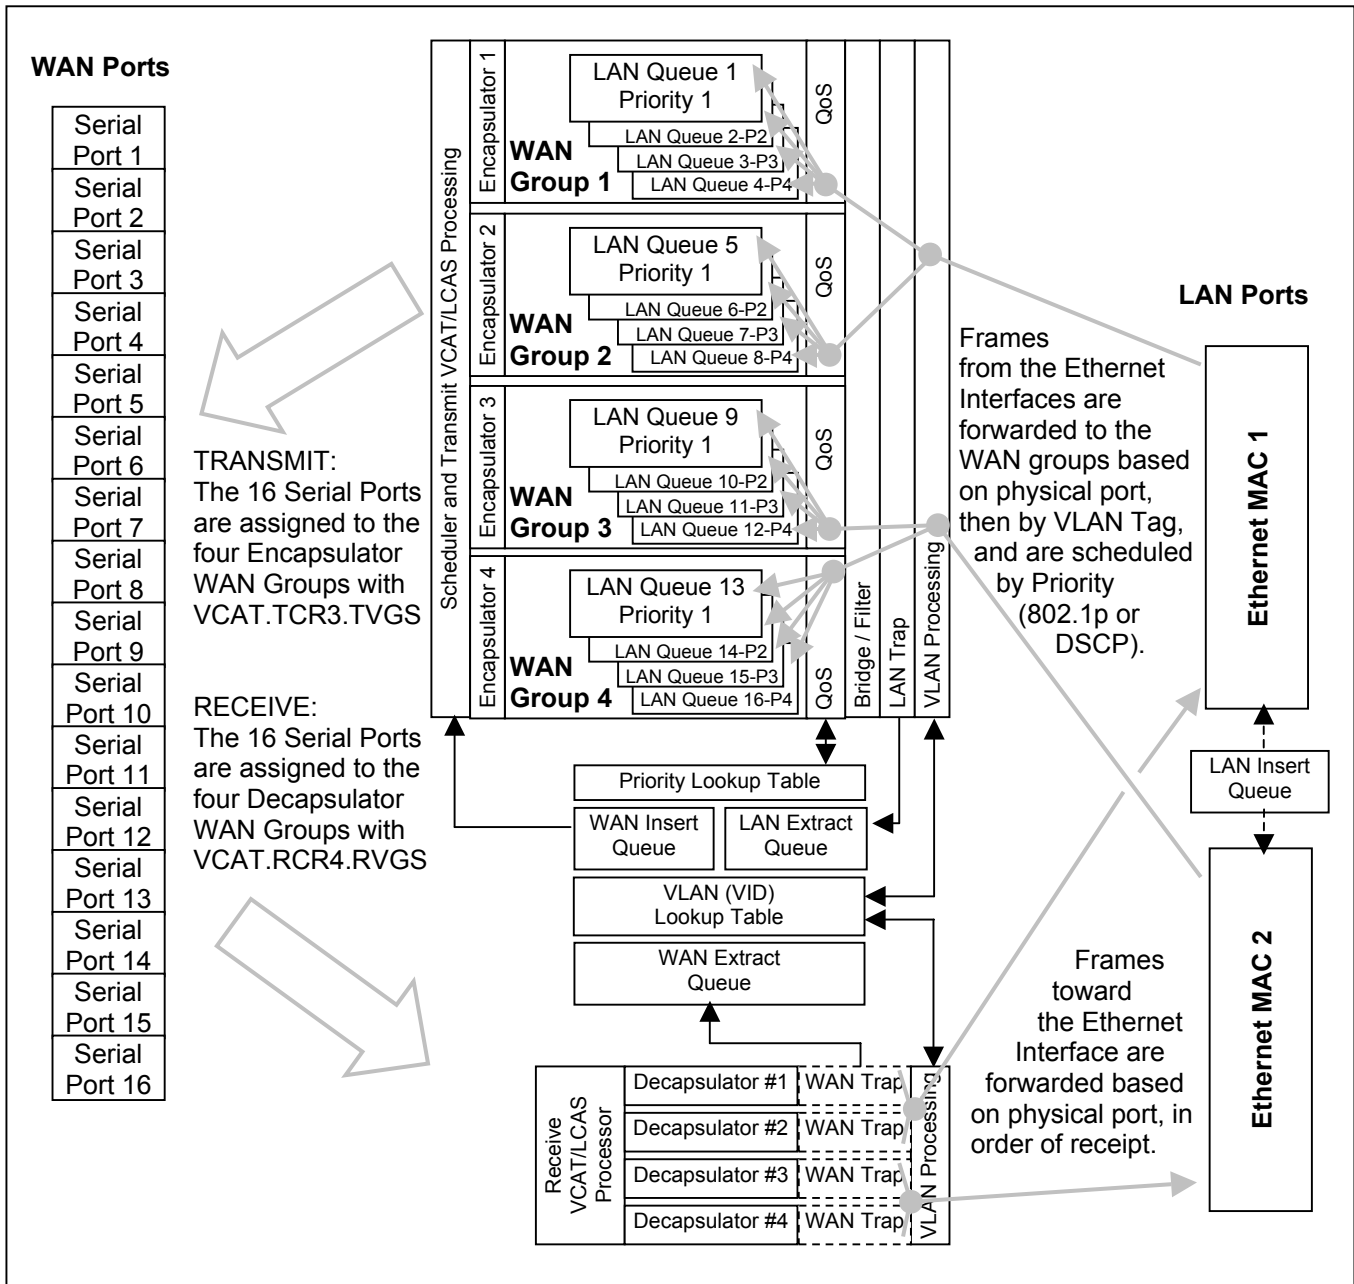 WAN Ports
Serial
Port 1
Serial
Port 2
Serial
Port 3
Serial
Port 4
Serial
Port 5
Serial
Port 6
Serial
Port 7
Serial
Port 8
Serial
Port 9
Serial
Port 10
Serial
Port 11
Serial
Port 12
Serial
Port 13
Serial
Port 14
Serial
Port 15
Serial
Port 16
TRANSMIT:
The 16 Serial Ports
are assigned to the
four Encapsulator
WAN Groups with
VCAT.TCR3.TVGS
RECEIVE:
The 16 Serial Ports
are assigned to the
four Decapsulator
WAN Groups with
VCAT.RCR4.RVGS
Scheduler and Transmit VCAT/LCAS Processing
Encapsulator 1
WAN
Group 1
LAN Queue 1
Priority 1
LAN Queue 2-P2
LAN Queue 3-P3
LAN Queue 4-P4
QoS
Encapsulator 2
WAN
Group 2
LAN Queue 5
Priority 1
LAN Queue 6-P2
LAN Queue 7-P3
LAN Queue 8-P4
QoS
Encapsulator 3
WAN
Group 3
LAN Queue 9
Priority 1
LAN Queue 10-P2
LAN Queue 11-P3
LAN Queue 12-P4
QoS
Encapsulator 4
WAN
Group 4
LAN Queue 13
Priority 1
LAN Queue 14-P2
LAN Queue 15-P3
LAN Queue 16-P4
QoS
Bridge / Filter
LAN Trap
VLAN Processing
Priority Lookup Table
WAN Insert
Queue
LAN Extract
Queue
VLAN (VID)
Lookup Table
WAN Extract
Queue
Receive
VCAT/LCAS
Processor
Decapsulator #1
WAN Trap
Decapsulator #2
WAN Trap
Decapsulator #3
WAN Trap
Decapsulator #4
WAN Trap
VLAN Processing
LAN Ports
Frames
from the Ethernet
Interfaces are
forwarded to the
WAN groups based
on physical port,
then by VLAN Tag,
and are scheduled
by Priority
(802.1p or
DSCP).
Ethernet MAC 1
LAN Insert
Queue
Ethernet MAC 2
Frames
toward
the Ethernet
Interface are
forwarded based
on physical port, in
order of receipt.